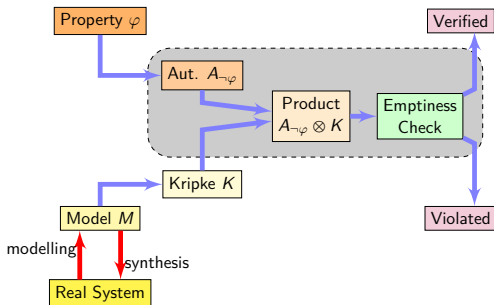 Property φ
Verified
Aut. A¬φ
Product
A¬φ ⊗ K
Emptiness
Check
Kripke K
Model M
Violated
modelling
synthesis
Real System